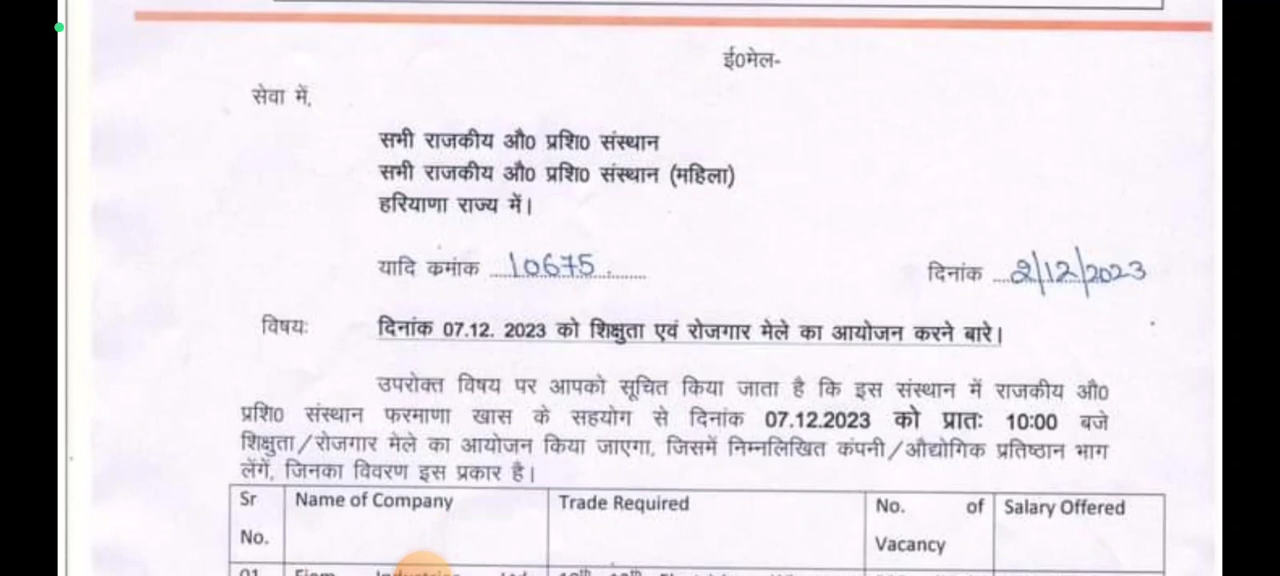 ई0मेल-
सेवा में,
सभी राजकीय औ0 प्रशि0 संस्थान
सभी राजकीय औ0 प्रशि0 संस्थान (महिला)
हरियाणा राज्य में।
यादि कमांक ...10675......... दिनांक ....2/12/2023
विषयः दिनांक 07.12. 2023 को शिक्षुता एवं रोजगार मेले का आयोजन करने बारे।
उपरोक्त विषय पर आपको सूचित किया जाता है कि इस संस्थान में राजकीय औ0
प्रशि0 संस्थान फरमाणा खास के सहयोग से दिनांक 07.12.2023 को प्रातः 10:00 बजे
शिक्षुता/रोजगार मेले का आयोजन किया जाएगा, जिसमें निम्नलिखित कंपनी/औद्योगिक प्रतिष्ठान भाग
लेंगें, जिनका विवरण इस प्रकार है।
Sr Name of Company Trade Required No. of Salary Offered
No. Vacancy